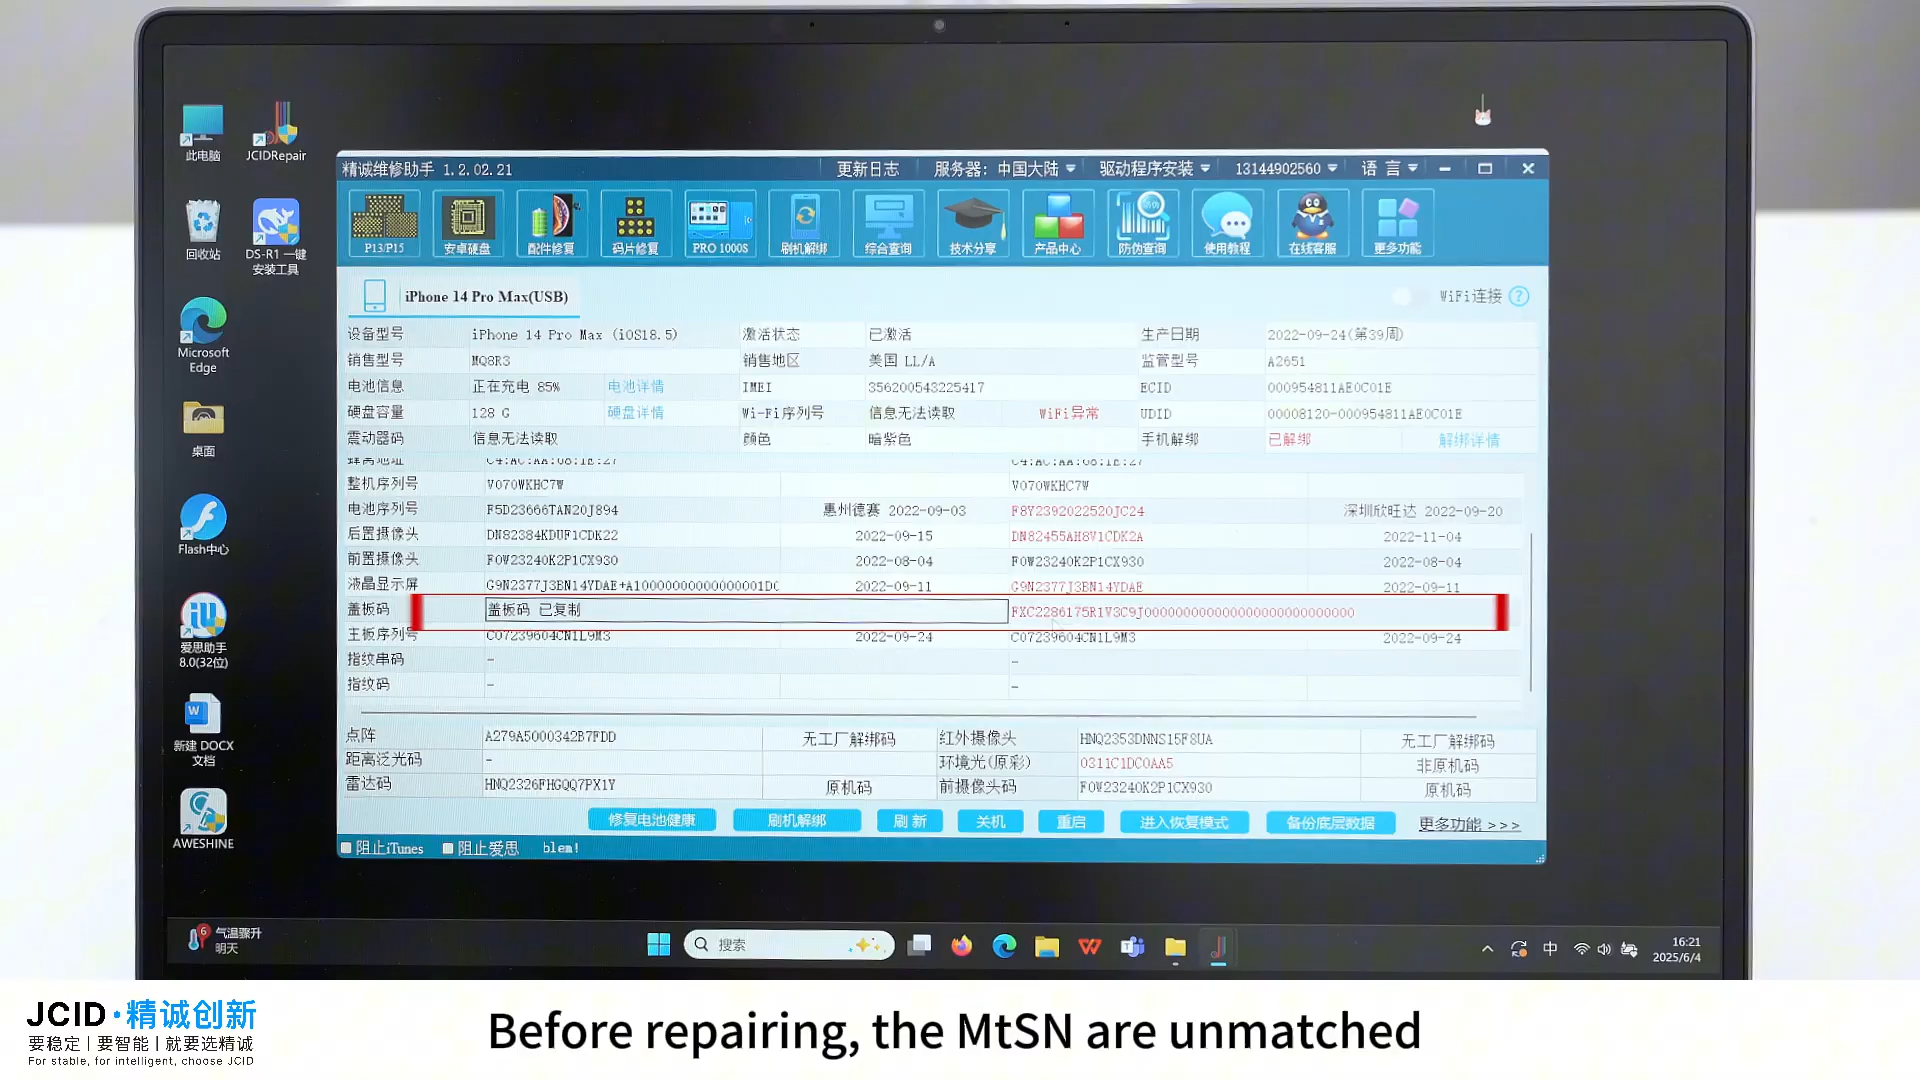 此电脑
JCIDRepair
回收站
DS-R1 一键
安装工具
Microsoft
Edge
桌面
Flash中心
爱思助手
8.0(32位)
新建 DOCX
文档
AWESHINE
精诚维修助手 1.2.02.21 更新日志 服务器: 中国大陆 驱动程序安装 13144902560 语 言
P13/P15 安卓硬盘 配件修复 码片修复 PRO 1000S 刷机解绑 综合查询 技术分享 产品中心 防伪查询 使用教程 在线客服 更多功能
iPhone 14 Pro Max(USB) WiFi连接 ?
设备型号 iPhone 14 Pro Max (iOS18.5) 激活状态 已激活 生产日期 2022-09-24(第39周)
销售型号 MQ8R3 销售地区 美国 LL/A 监管型号 A2651
电池信息 正在充电 85% 电池详情 IMEI 356200543225417 ECID 000954811AE0C01E
硬盘容量 128 G 硬盘详情 Wi-Fi序列号 信息无法读取 WiFi异常 UDID 00008120-000954811AE0C01E
震动器码 信息无法读取 颜色 暗紫色 手机解绑 已解绑 解绑详情
蜂窝地址 C4:AC:AA:08:1E:27 C4:AC:AA:08:1E:27
整机序列号 V070WKHC7W V070WKHC7W
电池序列号 F5D23666TAN20J894 惠州德赛 2022-09-03 F8Y2392022520JC24 深圳欣旺达 2022-09-20
后置摄像头 DN82384KDUF1CDK22 2022-09-15 DN82455AH8V1CDK2A 2022-11-04
前置摄像头 F0W23240K2P1CX930 2022-08-04 F0W23240K2P1CX930 2022-08-04
液晶显示屏 G9N2377J3BN14YDAE+A10000000000000001DC 2022-09-11 G9N2377J3BN14YDAE 2022-09-11
盖板码 盖板码 已复制 FXC2286175R1V3C9J00000000000000000000000000
主板序列号 C07239604CN1L9M3 2022-09-24 C07239604CN1L9M3 2022-09-24
指纹串码 - -
指纹码 - -
点阵 A279A5000342B7FDD 无工厂解绑码 红外摄像头 HNQ2353DNNS15F8UA 无工厂解绑码
距离泛光码 - 环境光(原彩) 0311C1DC0AA5 非原机码
雷达码 HNQ2326FHGQQ7PX1Y 原机码 前摄像头码 F0W23240K2P1CX930 原机码
修复电池健康 刷机解绑 刷 新 关机 重启 进入恢复模式 备份底层数据 更多功能 >>>
阻止iTunes 阻止爱思 blem!
6
气温骤升
明天
搜索
中
16:21
2025/6/4
JCID·精诚创新
要稳定 | 要智能 | 就要选精诚
For stable, for intelligent, choose JCID
Before repairing, the MtSN are unmatched